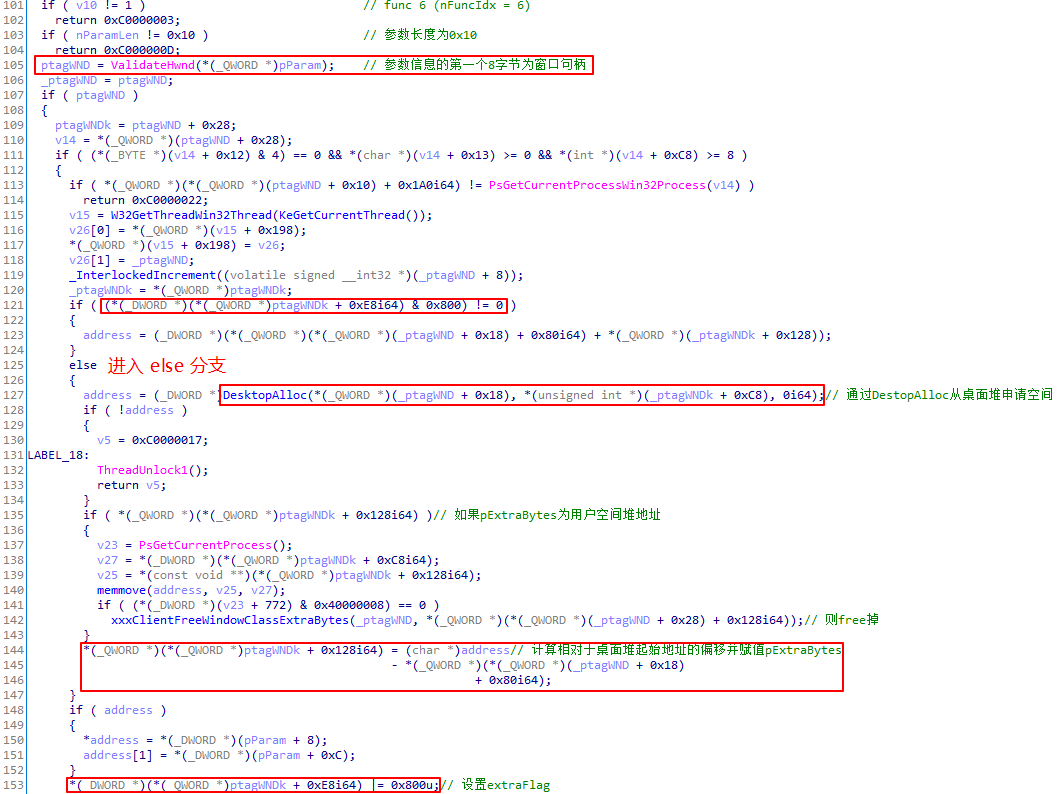 101 if ( v10 != 1 ) // func 6 (nFuncIdx = 6)
102 return 0xC0000003;
103 if ( nParamLen != 0x10 ) // 参数长度为0x10
104 return 0xC000000D;
105 ptagWND = ValidateHwnd(*(_QWORD *)pParam); // 参数信息的第一个8字节为窗口句柄
106 _ptagWND = ptagWND;
107 if ( ptagWND )
108 {
109 ptagWNDk = ptagWND + 0x28;
110 v14 = *(_QWORD *)(ptagWND + 0x28);
111 if ( (*(_BYTE *)(v14 + 0x12) & 4) == 0 && *(char *)(v14 + 0x13) >= 0 && *(int *)(v14 + 0xC8) >= 8 )
112 {
113 if ( *(_QWORD *)(*(_QWORD *)(ptagWND + 0x10) + 0x1A0i64) != PsGetCurrentProcessWin32Process(v14) )
114 return 0xC0000022;
115 v15 = W32GetThreadWin32Thread(KeGetCurrentThread());
116 v26[0] = *(_QWORD *)(v15 + 0x198);
117 *(_QWORD *)(v15 + 0x198) = v26;
118 v26[1] = _ptagWND;
119 _InterlockedIncrement((volatile signed __int32 *)(_ptagWND + 8));
120 _ptagWNDk = *(_QWORD *)ptagWNDk;
121 if ( (*(_DWORD *)(*(_QWORD *)ptagWNDk + 0xE8i64) & 0x800) != 0 )
122 {
123 address = (_DWORD *)(*(_QWORD *)(*(_QWORD *)(_ptagWND + 0x18) + 0x80i64) + *(_QWORD *)(_ptagWNDk + 0x128));
124 }
125 else 进入 else 分支
126 {
127 address = (_DWORD *)DesktopAlloc(*(_QWORD *)(_ptagWND + 0x18), *(unsigned int *)(_ptagWNDk + 0xC8), 0i64);// 通过DestopAlloc从桌面堆申请空间
128 if ( !address )
129 {
130 v5 = 0xC0000017;
131 LABEL_18:
132 ThreadUnlock1();
133 return v5;
134 }
135 if ( *(_QWORD *)(*(_QWORD *)ptagWNDk + 0x128i64) )// 如果pExtraBytes为用户空间堆地址
136 {
137 v23 = PsGetCurrentProcess();
138 v27 = *(_DWORD *)(*(_QWORD *)ptagWNDk + 0xC8i64);
139 v25 = *(const void **)(*(_QWORD *)ptagWNDk + 0x128i64);
140 memmove(address, v25, v27);
141 if ( (*(_DWORD *)(v23 + 772) & 0x40000008) == 0 )
142 xxxClientFreeWindowClassExtraBytes(_ptagWND, *(_QWORD *)(*(_QWORD *)(_ptagWND + 0x28) + 0x128i64));// 则free掉
143 }
144 *(_QWORD *)(*(_QWORD *)ptagWNDk + 0x128i64) = (char *)address// 计算相对于桌面堆起始地址的偏移并赋值pExtraBytes
145 - *(_QWORD *)(*(_QWORD *)(_ptagWND + 0x18)
146 + 0x80i64);
147 }
148 if ( address )
149 {
150 *address = *(_DWORD *)(pParam + 8);
151 address[1] = *(_DWORD *)(pParam + 0xC);
152 }
153 *(_DWORD *)(*(_QWORD *)ptagWNDk + 0xE8i64) |= 0x800u;// 设置extraFlag